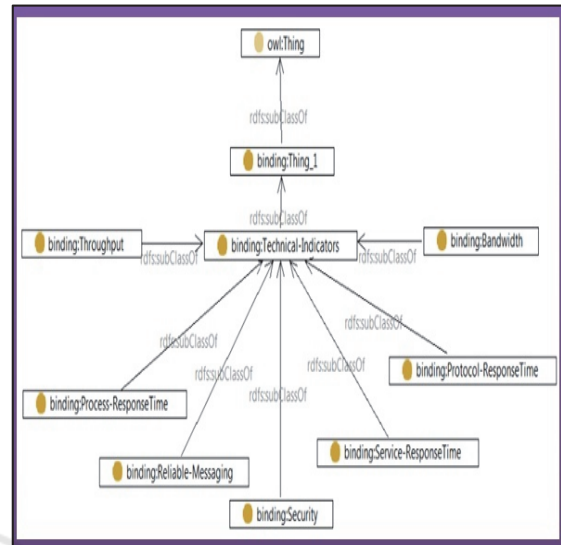 owl:Thing
rdfs:subClassOf
binding:Thing_1
rdfs:subClassOf
binding:Throughput
binding:Technical-Indicators
binding:Bandwidth
rdfs:subClassOf
rdfs:subClassOf
rdfs:subClassOf
rdfs:subClassOf
rdfs:subClassOf
rdfs:subClassOf
rdfs:subClassOf
binding:Protocol-ResponseTime
binding:Process-ResponseTime
binding:Service-ResponseTime
binding:Reliable-Messaging
binding:Security